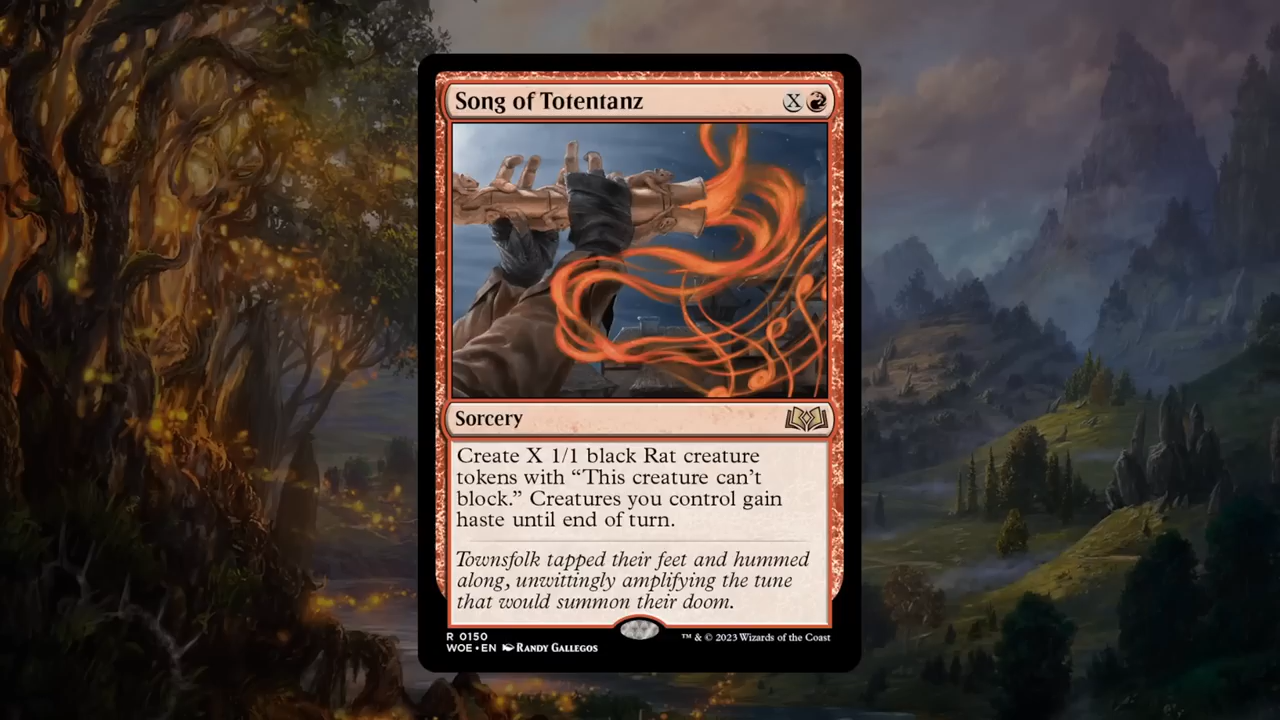 Song of Totentanz
X
Sorcery
Create X 1/1 black Rat creature
tokens with “This creature can’t
block.” Creatures you control gain
haste until end of turn.
Townsfolk tapped their feet and hummed
along, unwittingly amplifying the tune
that would summon their doom.
R 0150
™ & © 2023 Wizards of the Coast
WOE • EN Randy Gallegos